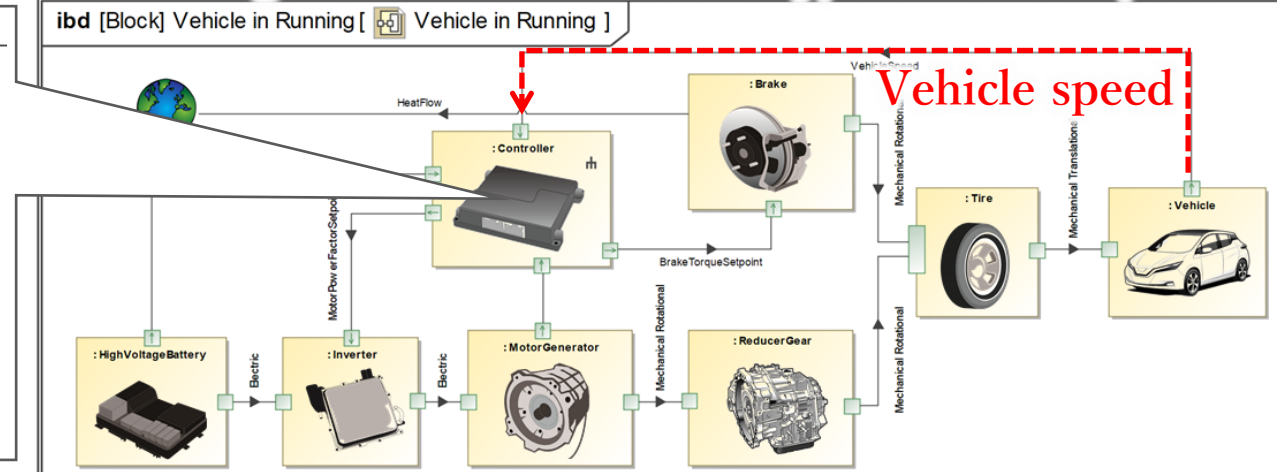 ibd [Block] Vehicle in Running [ Vehicle in Running ]
VehicleSpeed
Vehicle speed
: Brake
HeatFlow
: Controller
Mechanical Rotational
Mechanical Translational
: Tire
: Vehicle
BrakeTorqueSetpoint
MotorPowerFactorSetpoint
Mechanical Rotational
Mechanical Rotational
: HighVoltageBattery
Electric
: Inverter
Electric
: MotorGenerator
: ReducerGear